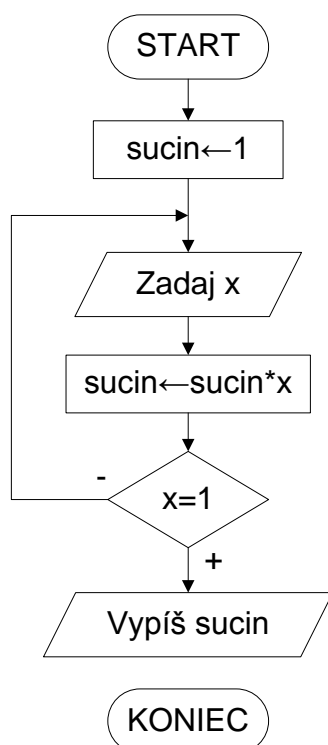 START
sucin←1
Zadaj x
sucin←sucin*x
x=1
-
+
Vypíš sucin
KONIEC